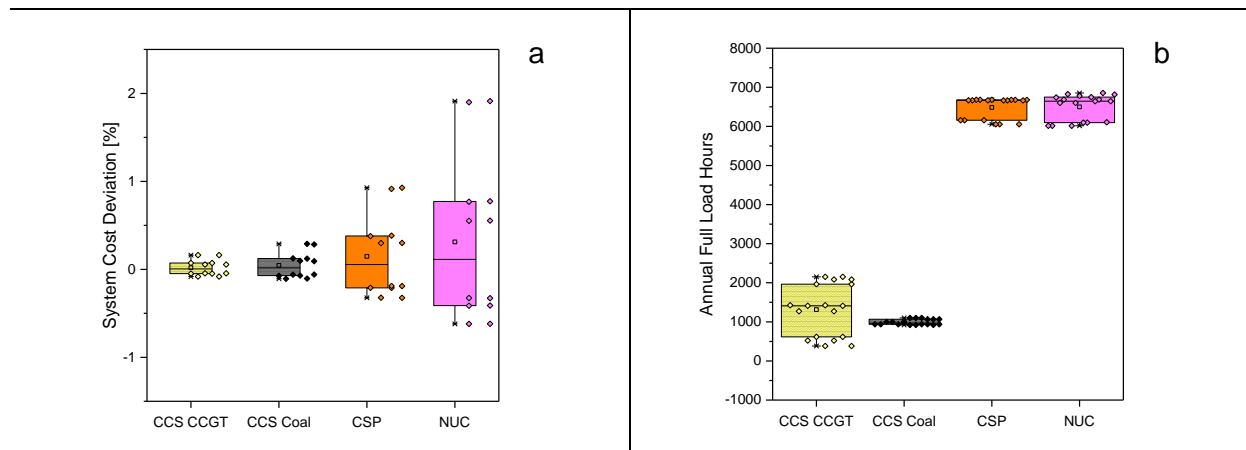 a
System Cost Deviation [%]
2
1
0
-1
CCS CCGT CCS Coal CSP NUC
b
Annual Full Load Hours
8000
7000
6000
5000
4000
3000
2000
1000
0
-1000
CCS CCGT CCS Coal CSP NUC